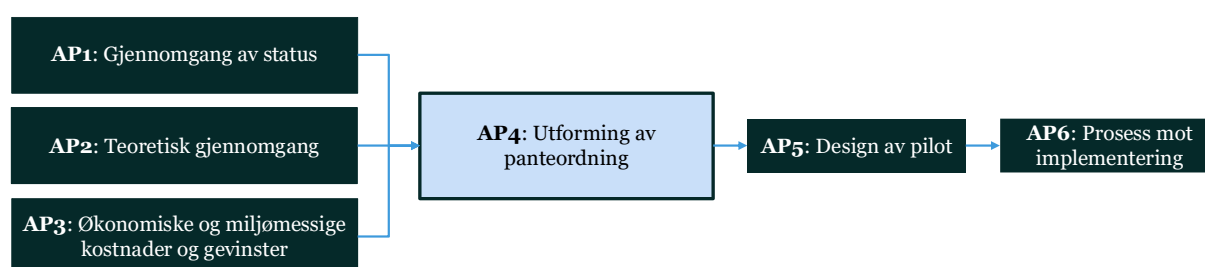 AP1: Gjennomgang av status
AP2: Teoretisk gjennomgang
AP3: Økonomiske og miljømessige
kostnader og gevinster
AP4: Utforming av
panteordning
AP5: Design av pilot
AP6: Prosess mot
implementering